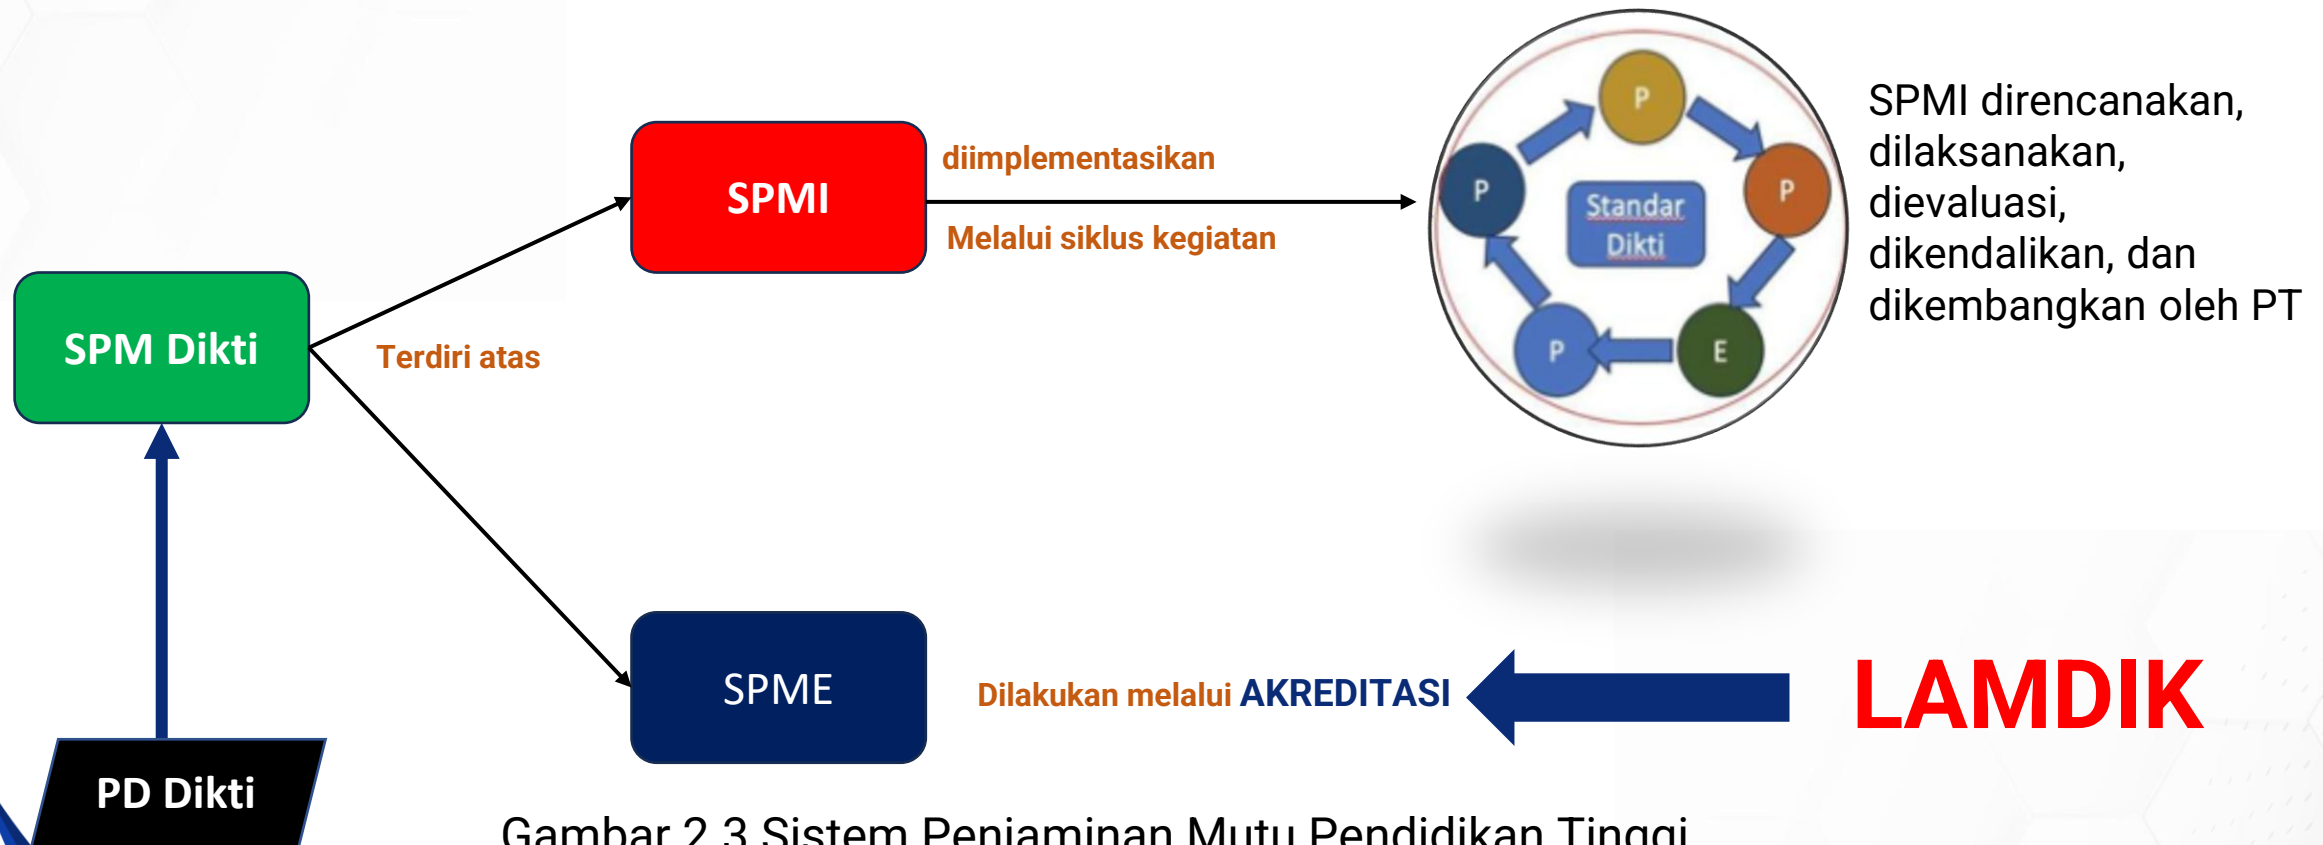 SPM Dikti
Terdiri atas
SPMI
diimplementasikan
Melalui siklus kegiatan
P
P
E
P
P
Standar
Dikti
SPMI direncanakan,
dilaksanakan,
dievaluasi,
dikendalikan, dan
dikembangkan oleh PT
SPME
Dilakukan melalui AKREDITASI
LAMDIK
PD Dikti
Gambar 2.3 Sistem Penjaminan Mutu Pendidikan Tinggi